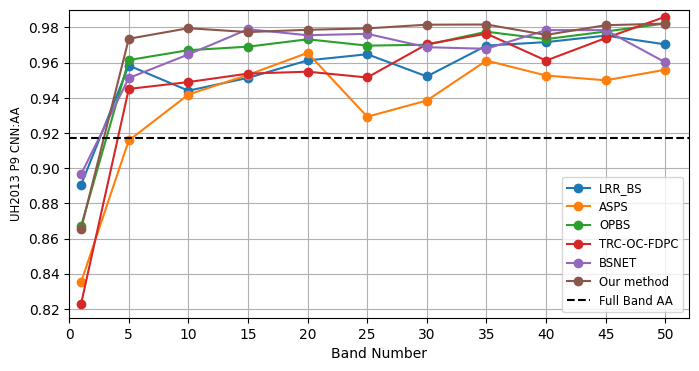 UH2013 P9 CNN:AA
0.98
0.96
0.94
0.92
0.90
0.88
0.86
0.84
0.82
0
5
10
15
20
25
30
35
40
45
50
Band Number
LRR_BS
ASPS
OPBS
TRC-OC-FDPC
BSNET
Our method
Full Band AA